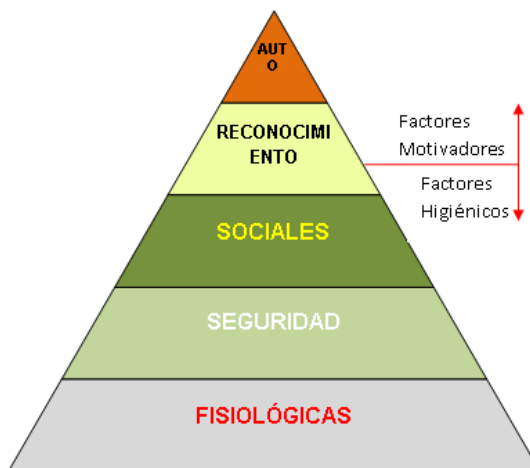 AUT
O
RECONOCIMI
ENTO
Factores
Motivadores
Factores
Higiénicos
SOCIALES
SEGURIDAD
FISIOLÓGICAS